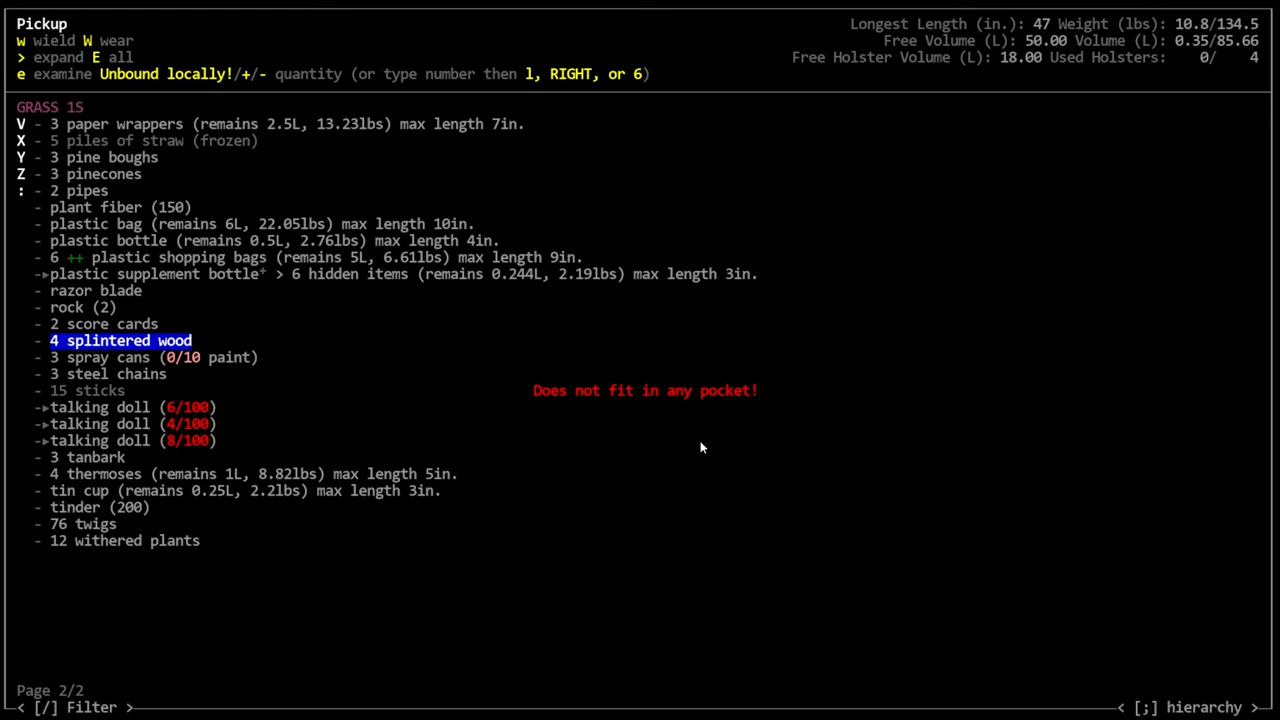 Pickup
w wield W wear
> expand E all
e examine Unbound locally!/+/- quantity (or type number then l, RIGHT, or 6)
Longest Length (in.): 47 Weight (lbs): 10.8/134.5
Free Volume (L): 50.00 Volume (L): 0.35/85.66
Free Holster Volume (L): 18.00 Used Holsters: 0/ 4
GRASS 1S
V - 3 paper wrappers (remains 2.5L, 13.23lbs) max length 7in.
X - 5 piles of straw (frozen)
Y - 3 pine boughs
Z - 3 pinecones
: - 2 pipes
- plant fiber (150)
- plastic bag (remains 6L, 22.05lbs) max length 10in.
- plastic bottle (remains 0.5L, 2.76lbs) max length 4in.
- 6 ++ plastic shopping bags (remains 5L, 6.61lbs) max length 9in.
-▸plastic supplement bottle⁺ > 6 hidden items (remains 0.244L, 2.19lbs) max length 3in.
- razor blade
- rock (2)
- 2 score cards
- 4 splintered wood
- 3 spray cans (0/10 paint)
- 3 steel chains
- 15 sticks
Does not fit in any pocket!
-▸talking doll (6/100)
-▸talking doll (4/100)
-▸talking doll (8/100)
- 3 tanbark
- 4 thermoses (remains 1L, 8.82lbs) max length 5in.
- tin cup (remains 0.25L, 2.2lbs) max length 3in.
- tinder (200)
- 76 twigs
- 12 withered plants
Page 2/2
< [/] Filter >
< [;] hierarchy >